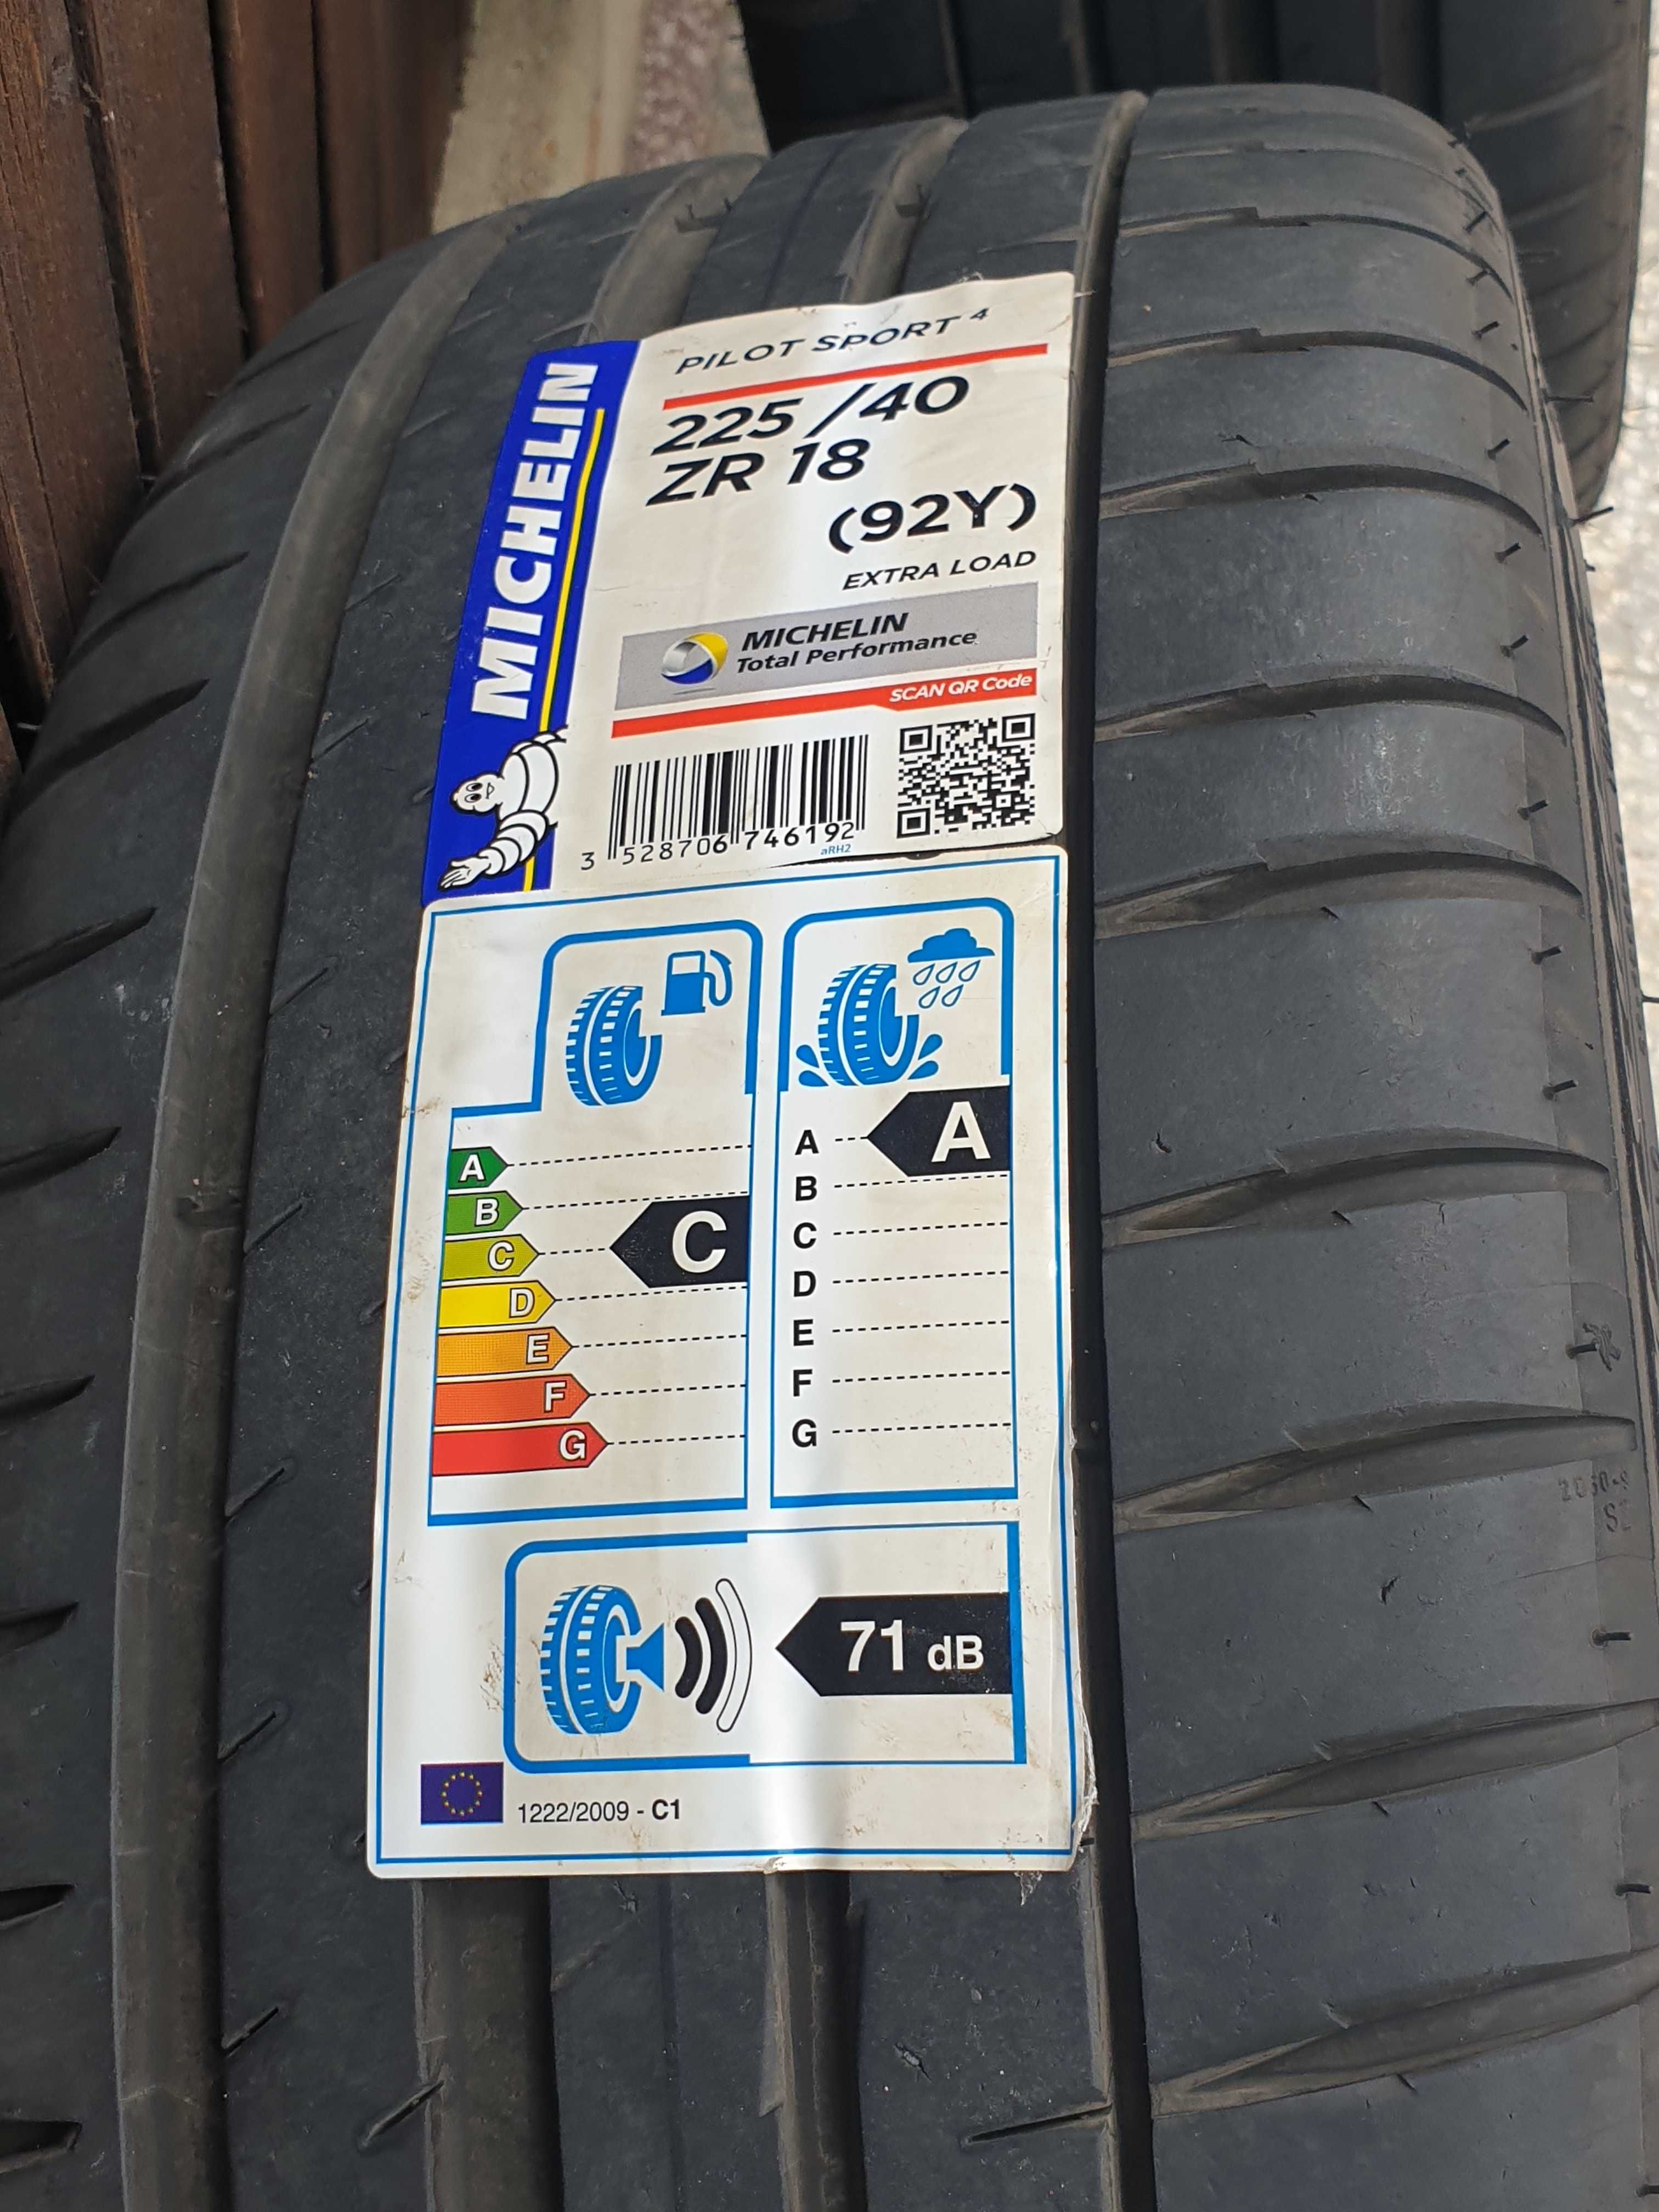 MICHELIN
PILOT SPORT 4
225/40
ZR 18
(92Y)
EXTRA LOAD
MICHELIN
Total Performance
SCAN QR Code
3 528706 746192
aRH2
A
B
C
D
E
F
G
C
A
B
C
D
E
F
G
A
71 dB
1222/2009 - C1